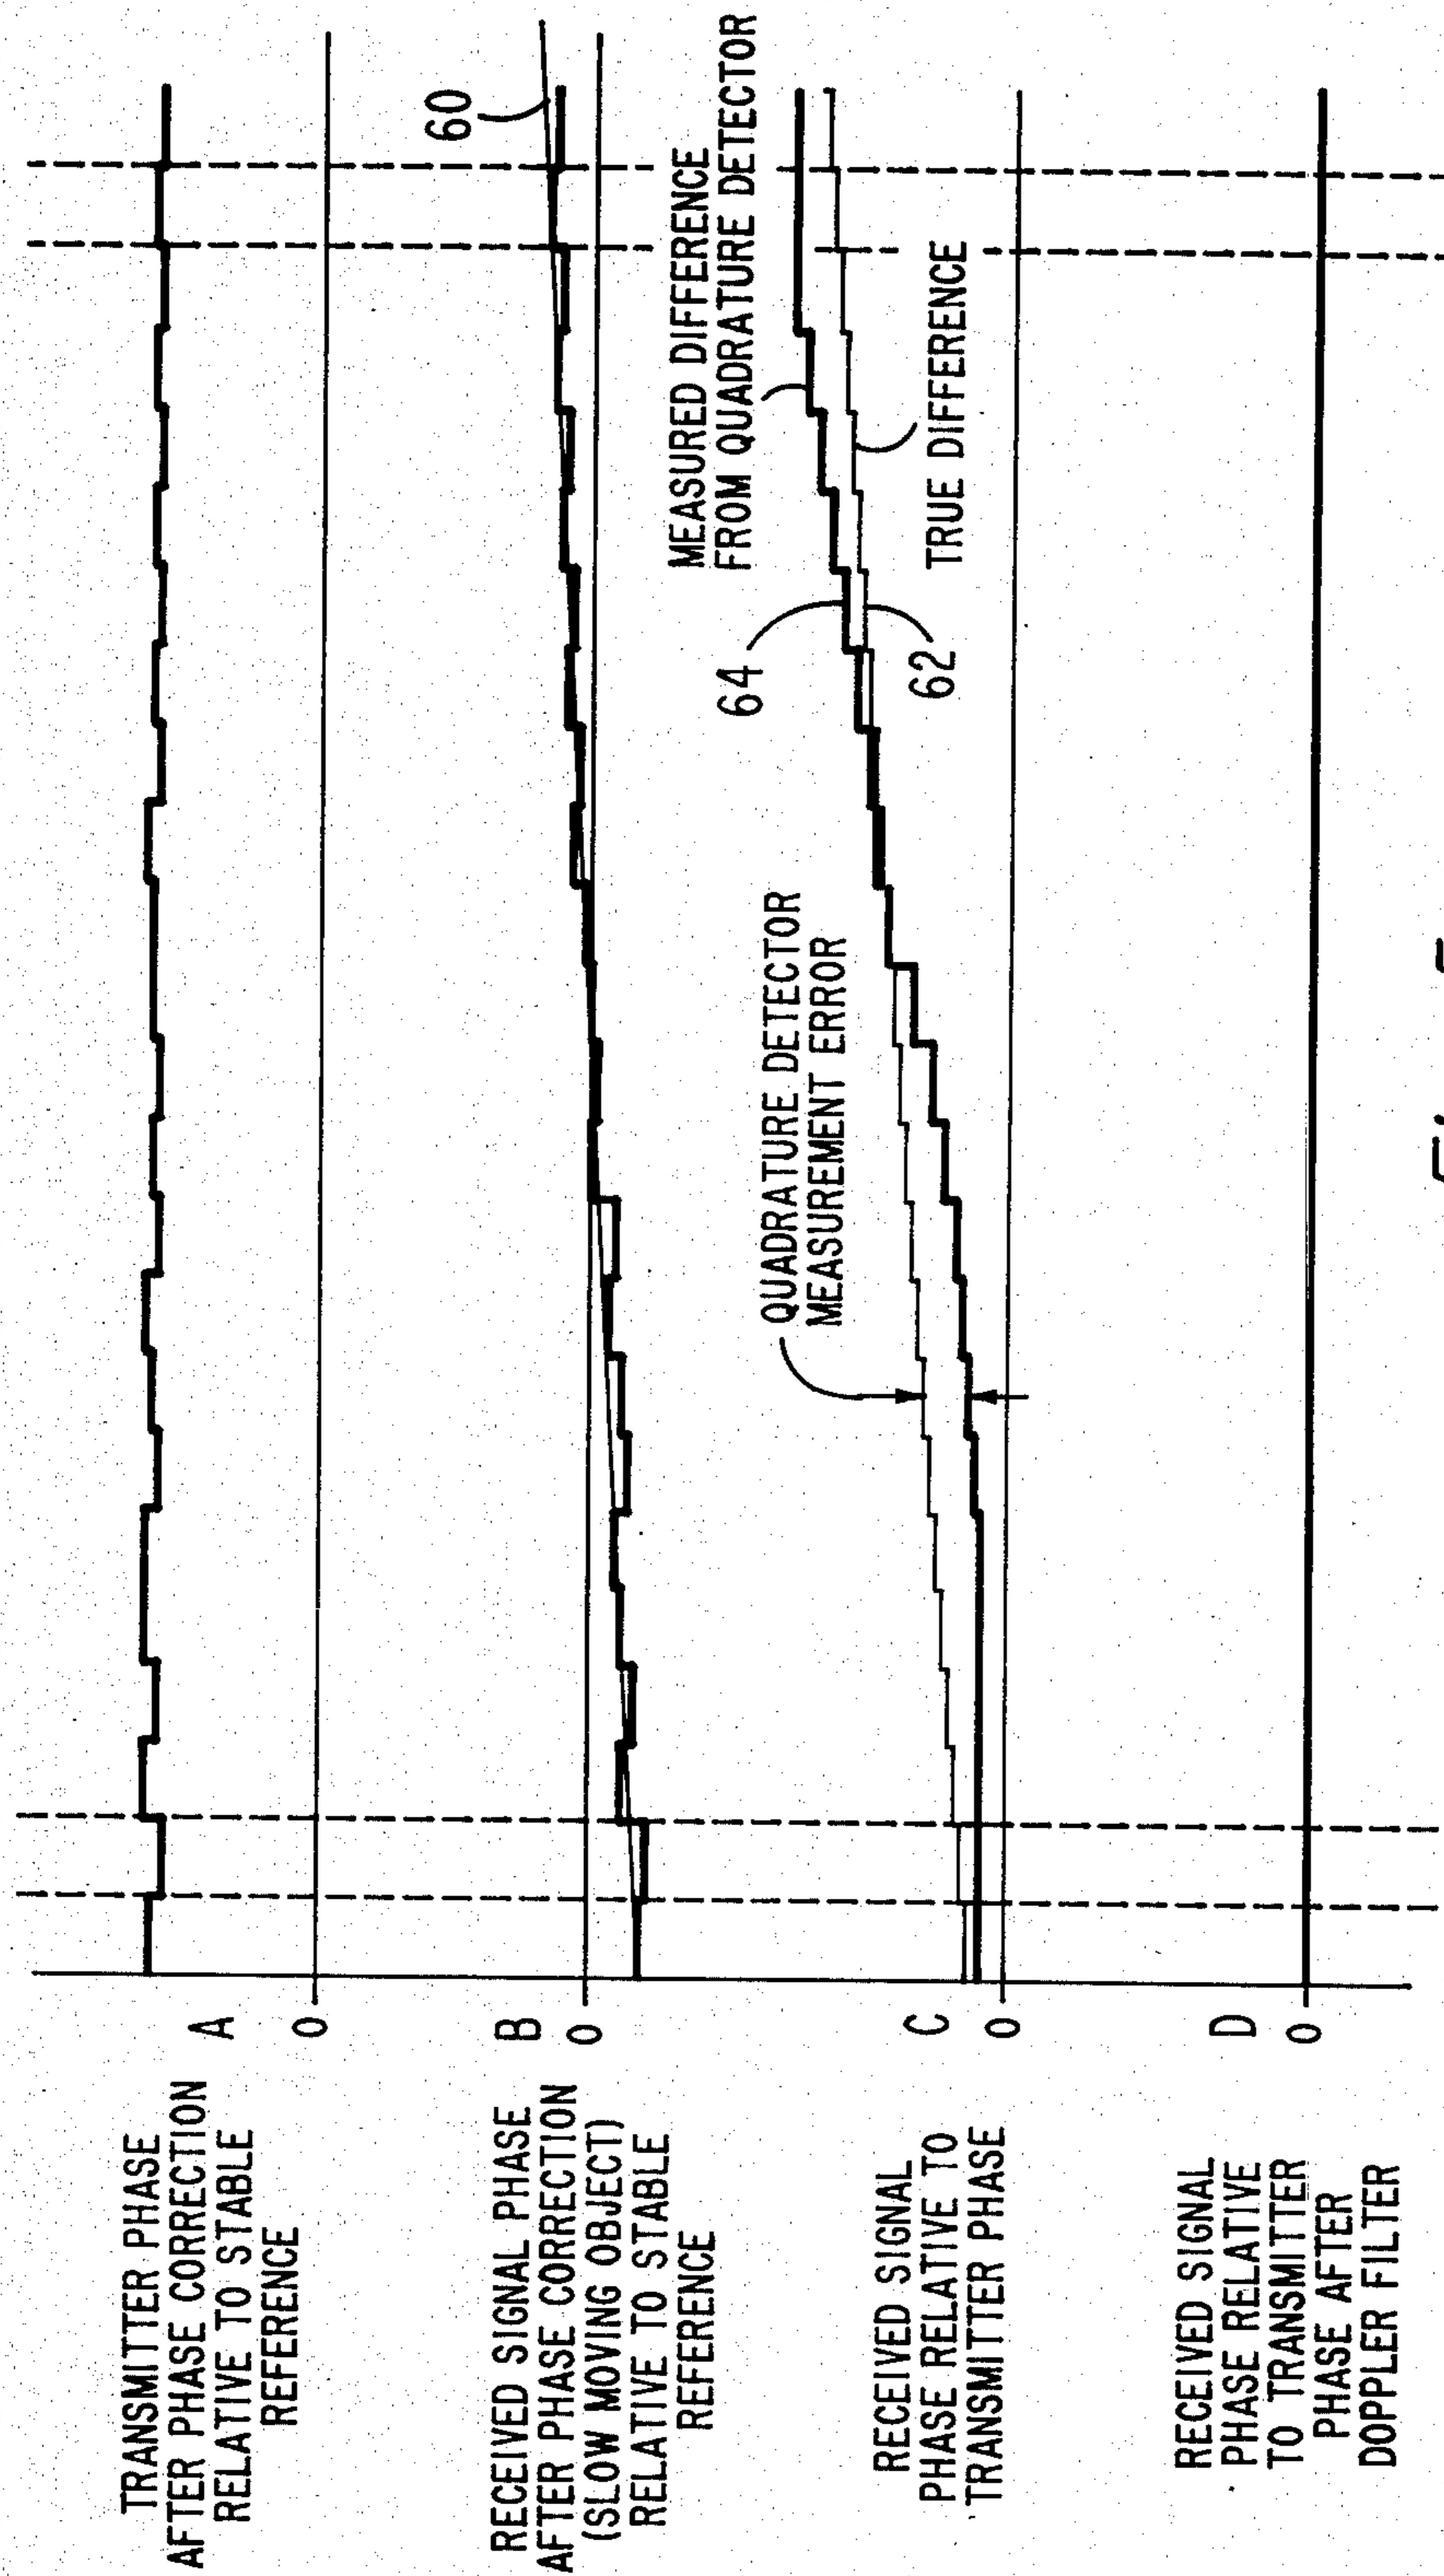 TRANSMITTER PHASE
AFTER PHASE CORRECTION
RELATIVE TO STABLE
REFERENCE
A
0
RECEIVED SIGNAL PHASE
AFTER PHASE CORRECTION
(SLOW MOVING OBJECT)
RELATIVE TO STABLE
REFERENCE
B
0
60
RECEIVED SIGNAL
PHASE RELATIVE TO
TRANSMITTER PHASE
C
0
QUADRATURE DETECTOR
MEASUREMENT ERROR
64
62
MEASURED DIFFERENCE
FROM QUADRATURE DETECTOR
TRUE DIFFERENCE
RECEIVED SIGNAL
PHASE RELATIVE
TO TRANSMITTER
PHASE AFTER
DOPPLER FILTER
D
0